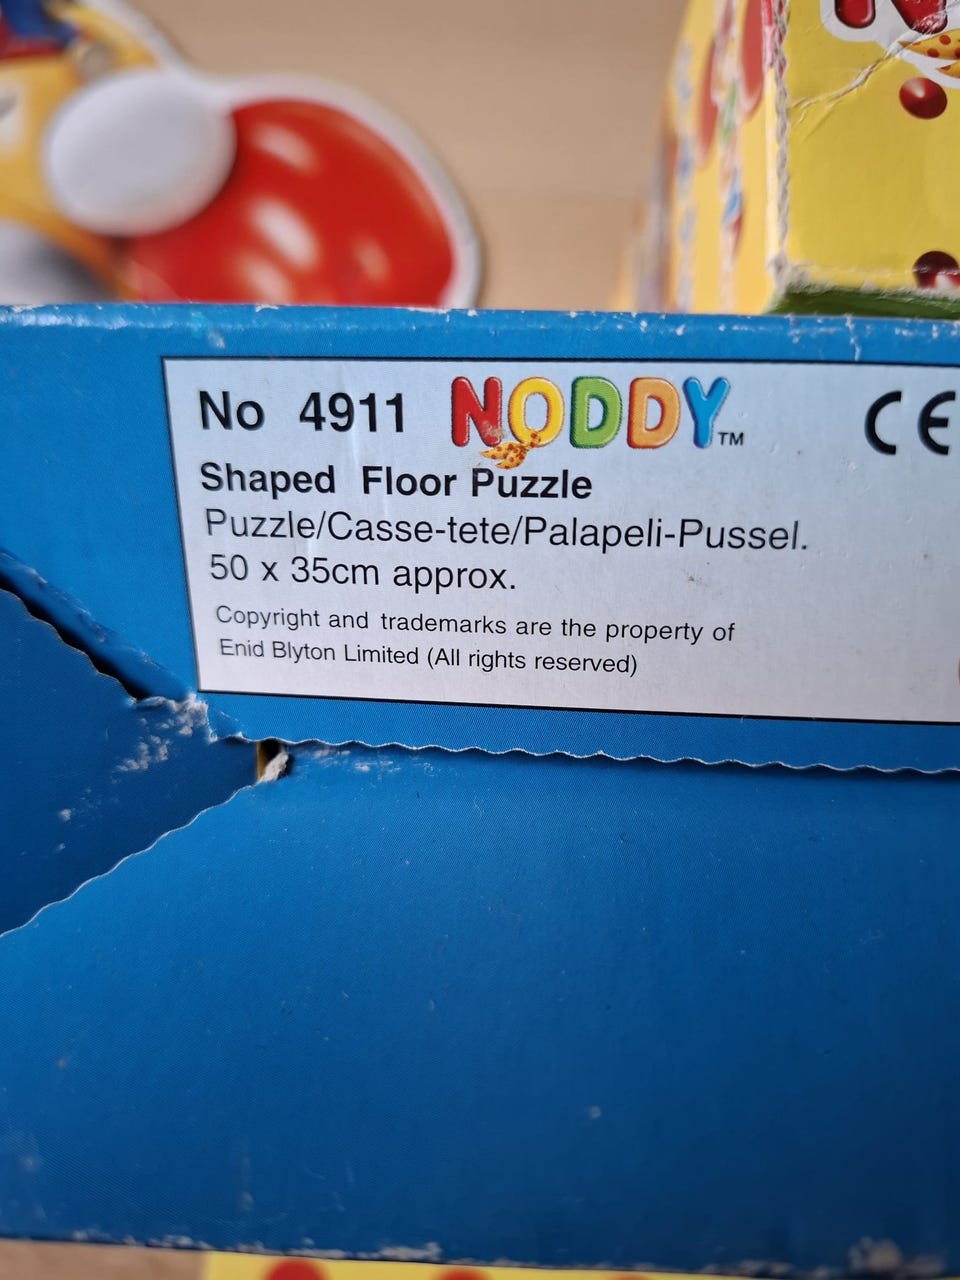 No 4911 NODDY™ CE
Shaped Floor Puzzle
Puzzle/Casse-tete/Palapeli-Pussel.
50 x 35cm approx.
Copyright and trademarks are the property of
Enid Blyton Limited (All rights reserved)